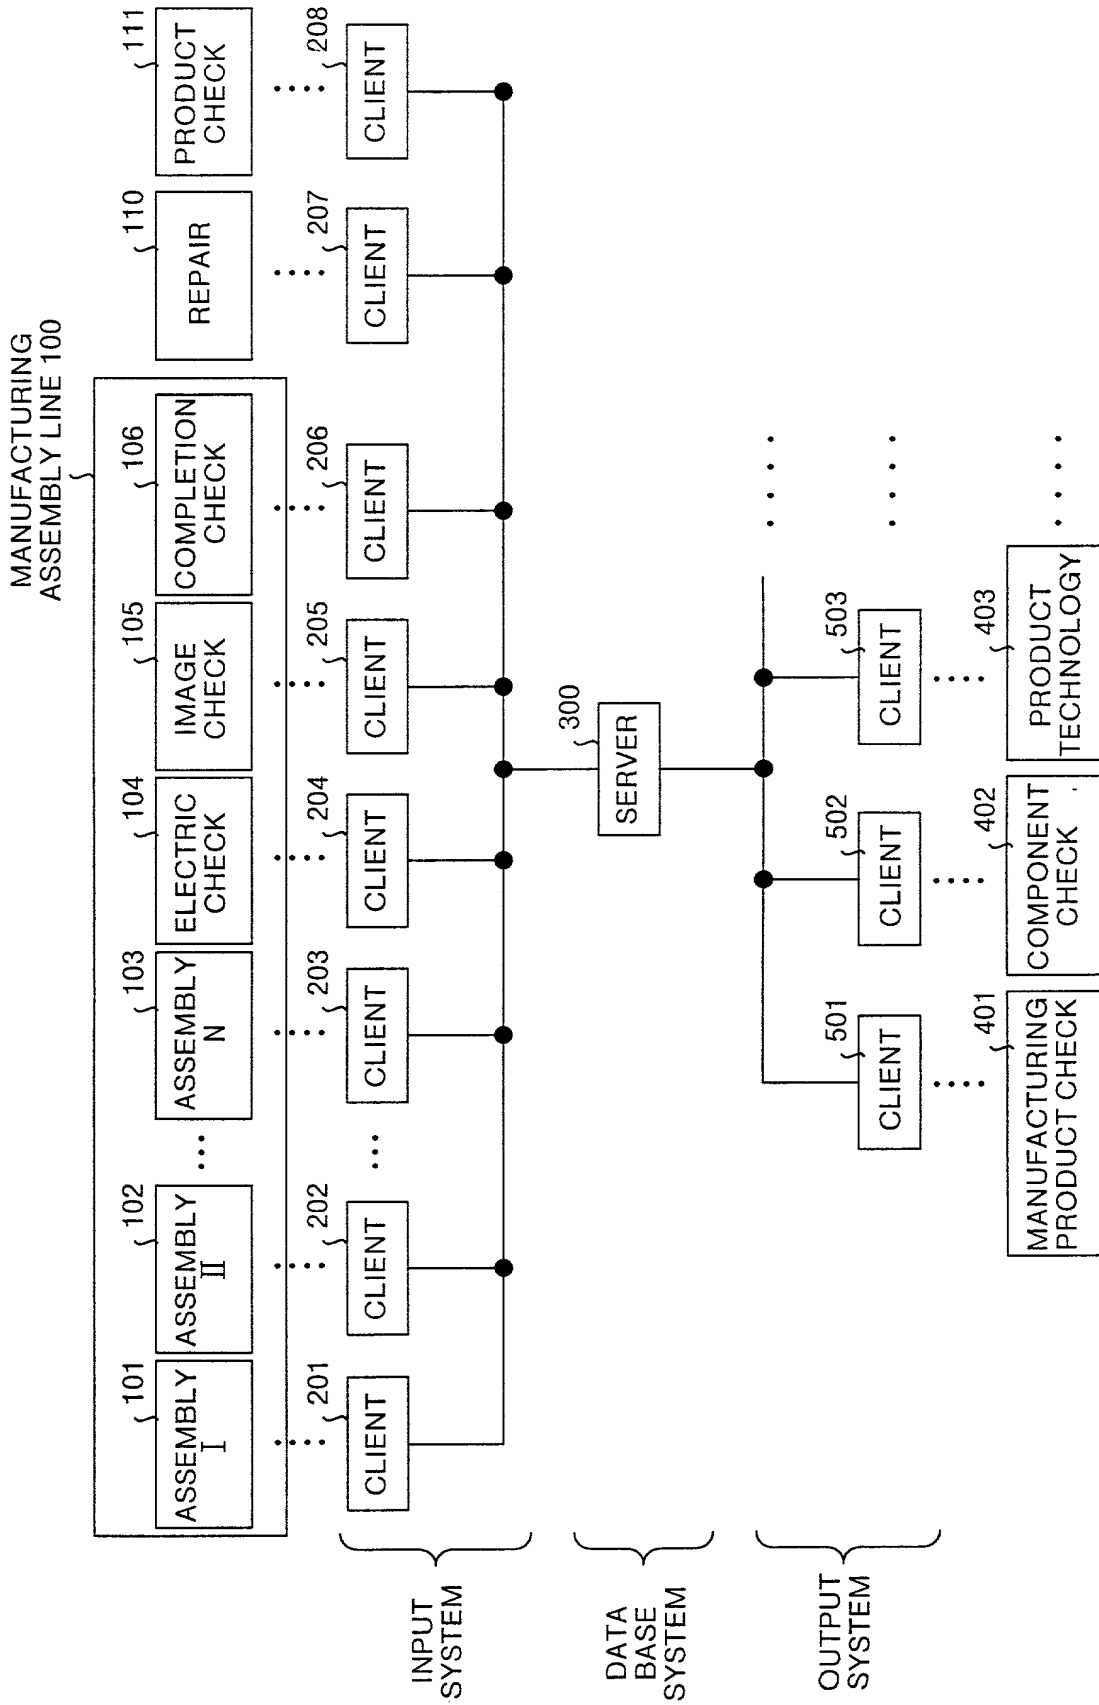 MANUFACTURING
ASSEMBLY LINE 100
101
ASSEMBLY
I
102
ASSEMBLY
II
...
103
ASSEMBLY
N
104
ELECTRIC
CHECK
105
IMAGE
CHECK
106
COMPLETION
CHECK
110
REPAIR
111
PRODUCT
CHECK
INPUT
SYSTEM
201
CLIENT
202
CLIENT
...
203
CLIENT
204
CLIENT
205
CLIENT
206
CLIENT
207
CLIENT
208
CLIENT
DATA
BASE
SYSTEM
300
SERVER
OUTPUT
SYSTEM
501
CLIENT
502
CLIENT
503
CLIENT
401
MANUFACTURING
PRODUCT CHECK
402
COMPONENT
CHECK
403
PRODUCT
TECHNOLOGY